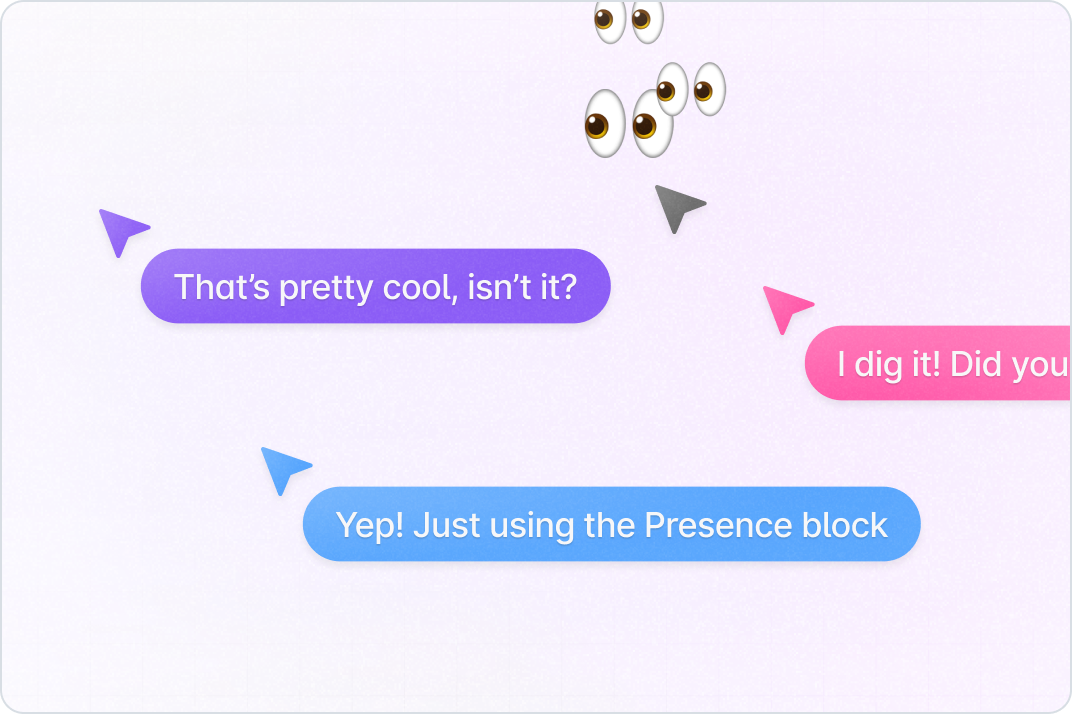 That’s pretty cool, isn’t it?
I dig it! Did you
Yep! Just using the Presence block